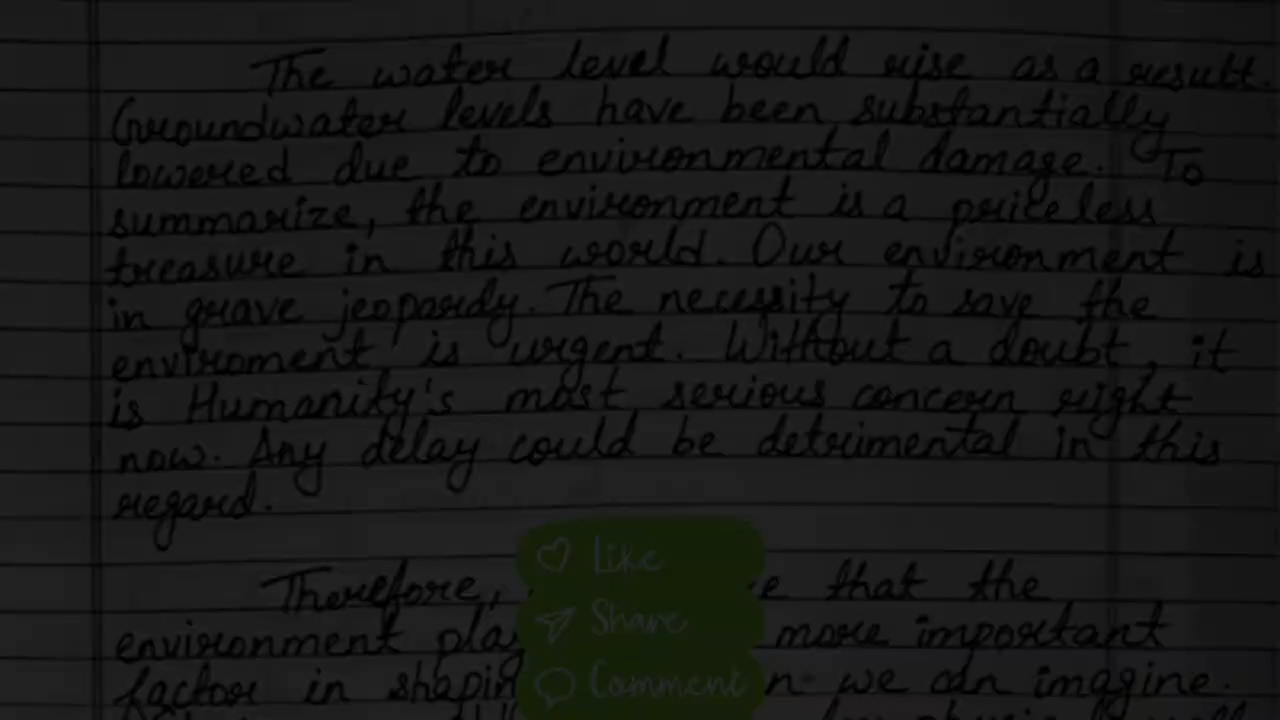 The water level would rise as a result.
Groundwater levels have been substantially
lowered due to environmental damage. To
summarize, the environment is a priceless
treasure in this world. Our environment is
in grave jeopardy. The necessity to save the
enviroment is urgent. Without a doubt, it
is Humanity's most serious concern right
now. Any delay could be detrimental in this
regard.
Like
Therefore, that the
Share
environment more important
Comment
factor in we can imagine.